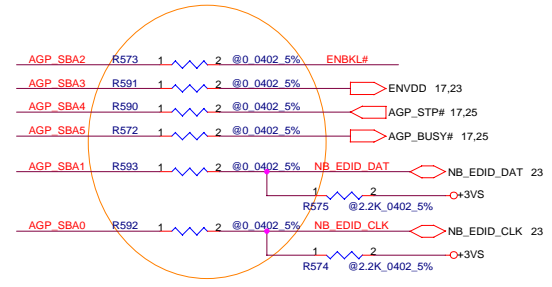 AGP_SBA2 R573 1 2 @0_0402_5% ENBKL#
AGP_SBA3 R591 1 2 @0_0402_5% ENVDD 17,23
AGP_SBA4 R590 1 2 @0_0402_5% AGP_STP# 17,25
AGP_SBA5 R572 1 2 @0_0402_5% AGP_BUSY# 17,25
AGP_SBA1 R593 1 2 @0_0402_5% NB_EDID_DAT NB_EDID_DAT 23
1 2 +3VS
R575 @2.2K_0402_5%
AGP_SBA0 R592 1 2 @0_0402_5% NB_EDID_CLK NB_EDID_CLK 23
1 2 +3VS
R574 @2.2K_0402_5%